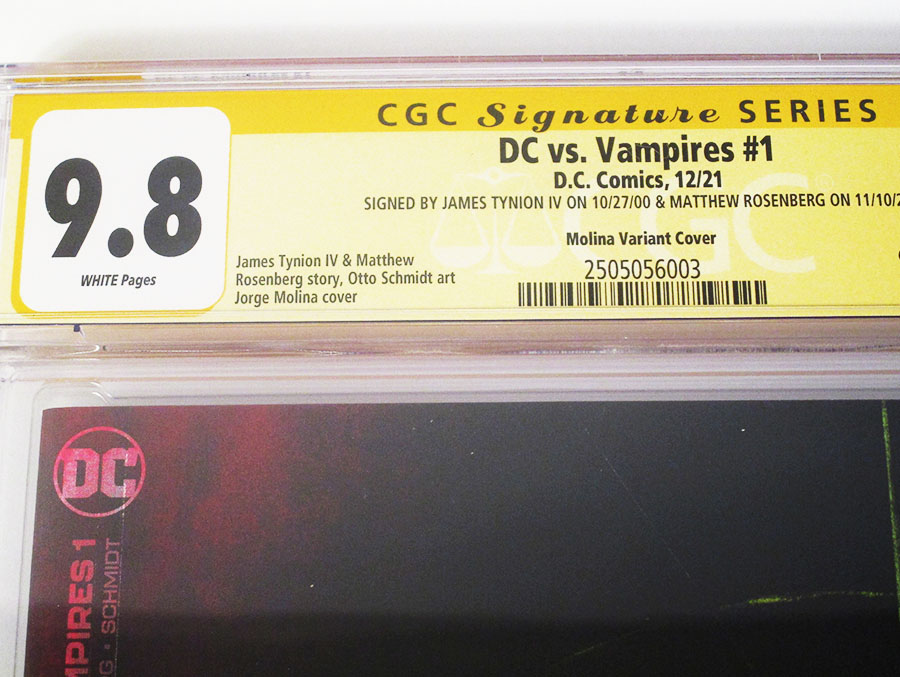 CGC Signature SERIES
DC vs. Vampires #1
D.C. Comics, 12/21
SIGNED BY JAMES TYNION IV ON 10/27/00 & MATTHEW ROSENBERG ON 11/10/2
9.8
WHITE Pages
James Tynion IV & Matthew
Rosenberg story, Otto Schmidt art
Jorge Molina cover
Molina Variant Cover
2505056003
CGC
DC
MPIRES 1
G · SCHMIDT